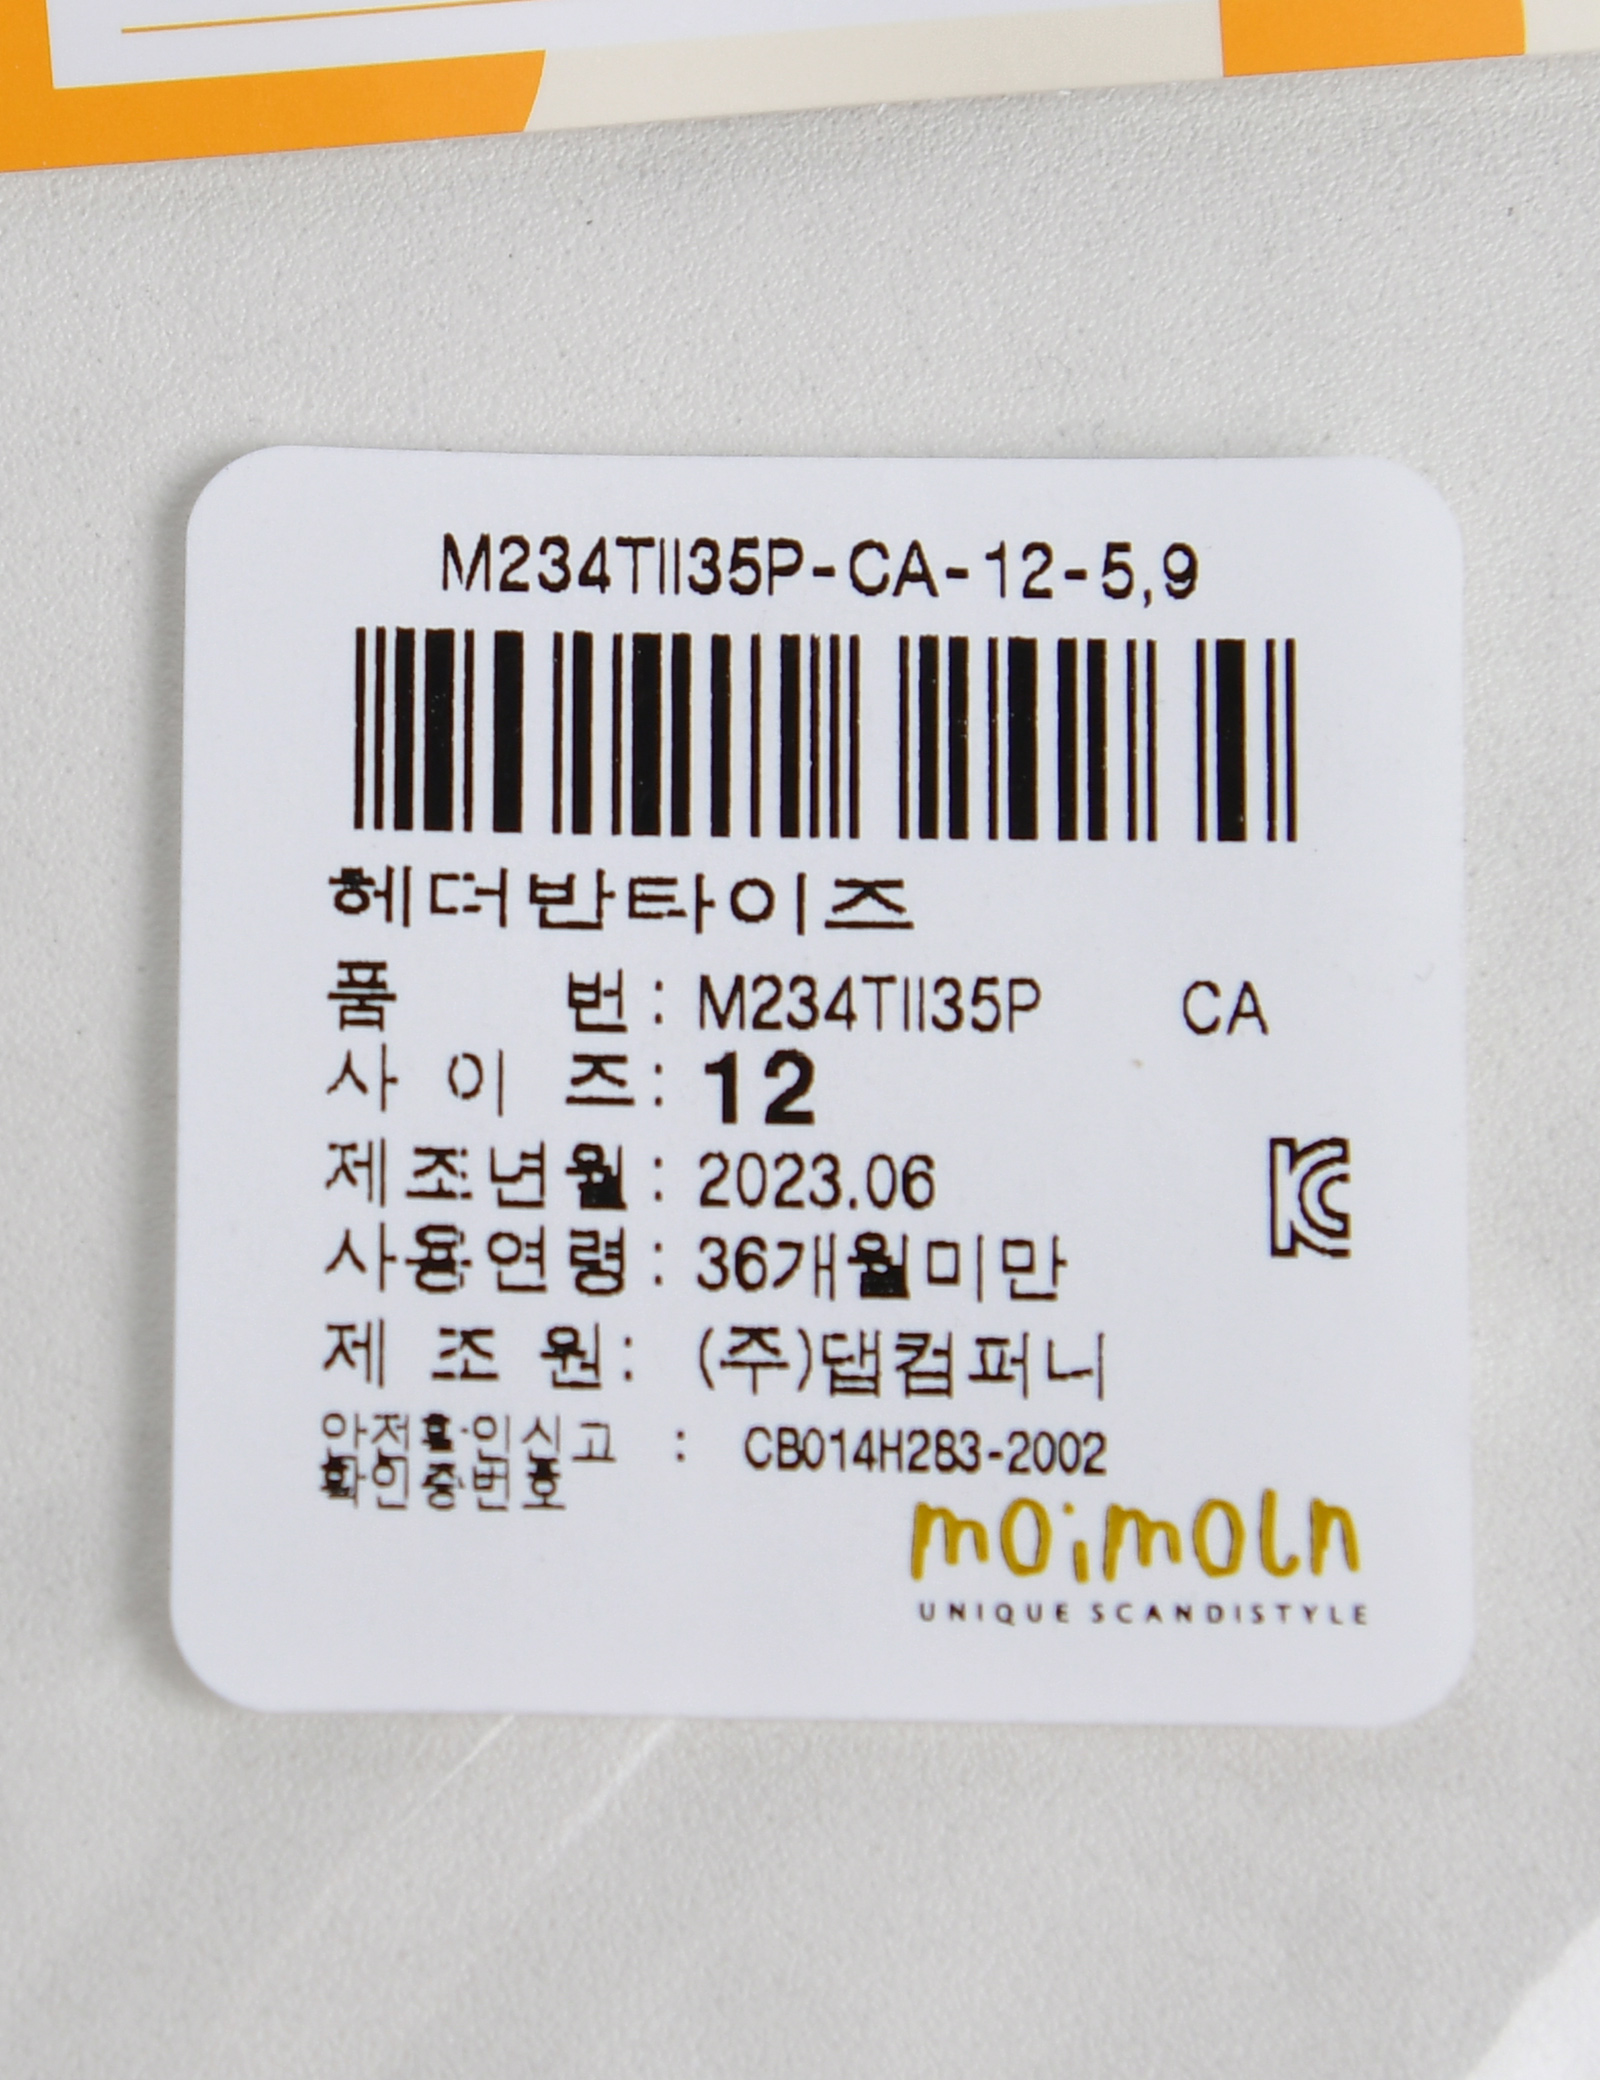 M234TII35P-CA-12-5,9
헤더반타이즈
품 번: M234TII35P CA
사 이 즈: 12
제조년월: 2023.06
사용연령: 36개월미만
제 조 원: (주)댑컴퍼니
안전확인신고 : CB014H283-2002
확인증번호
moimoln
UNIQUE SCANDISTYLE